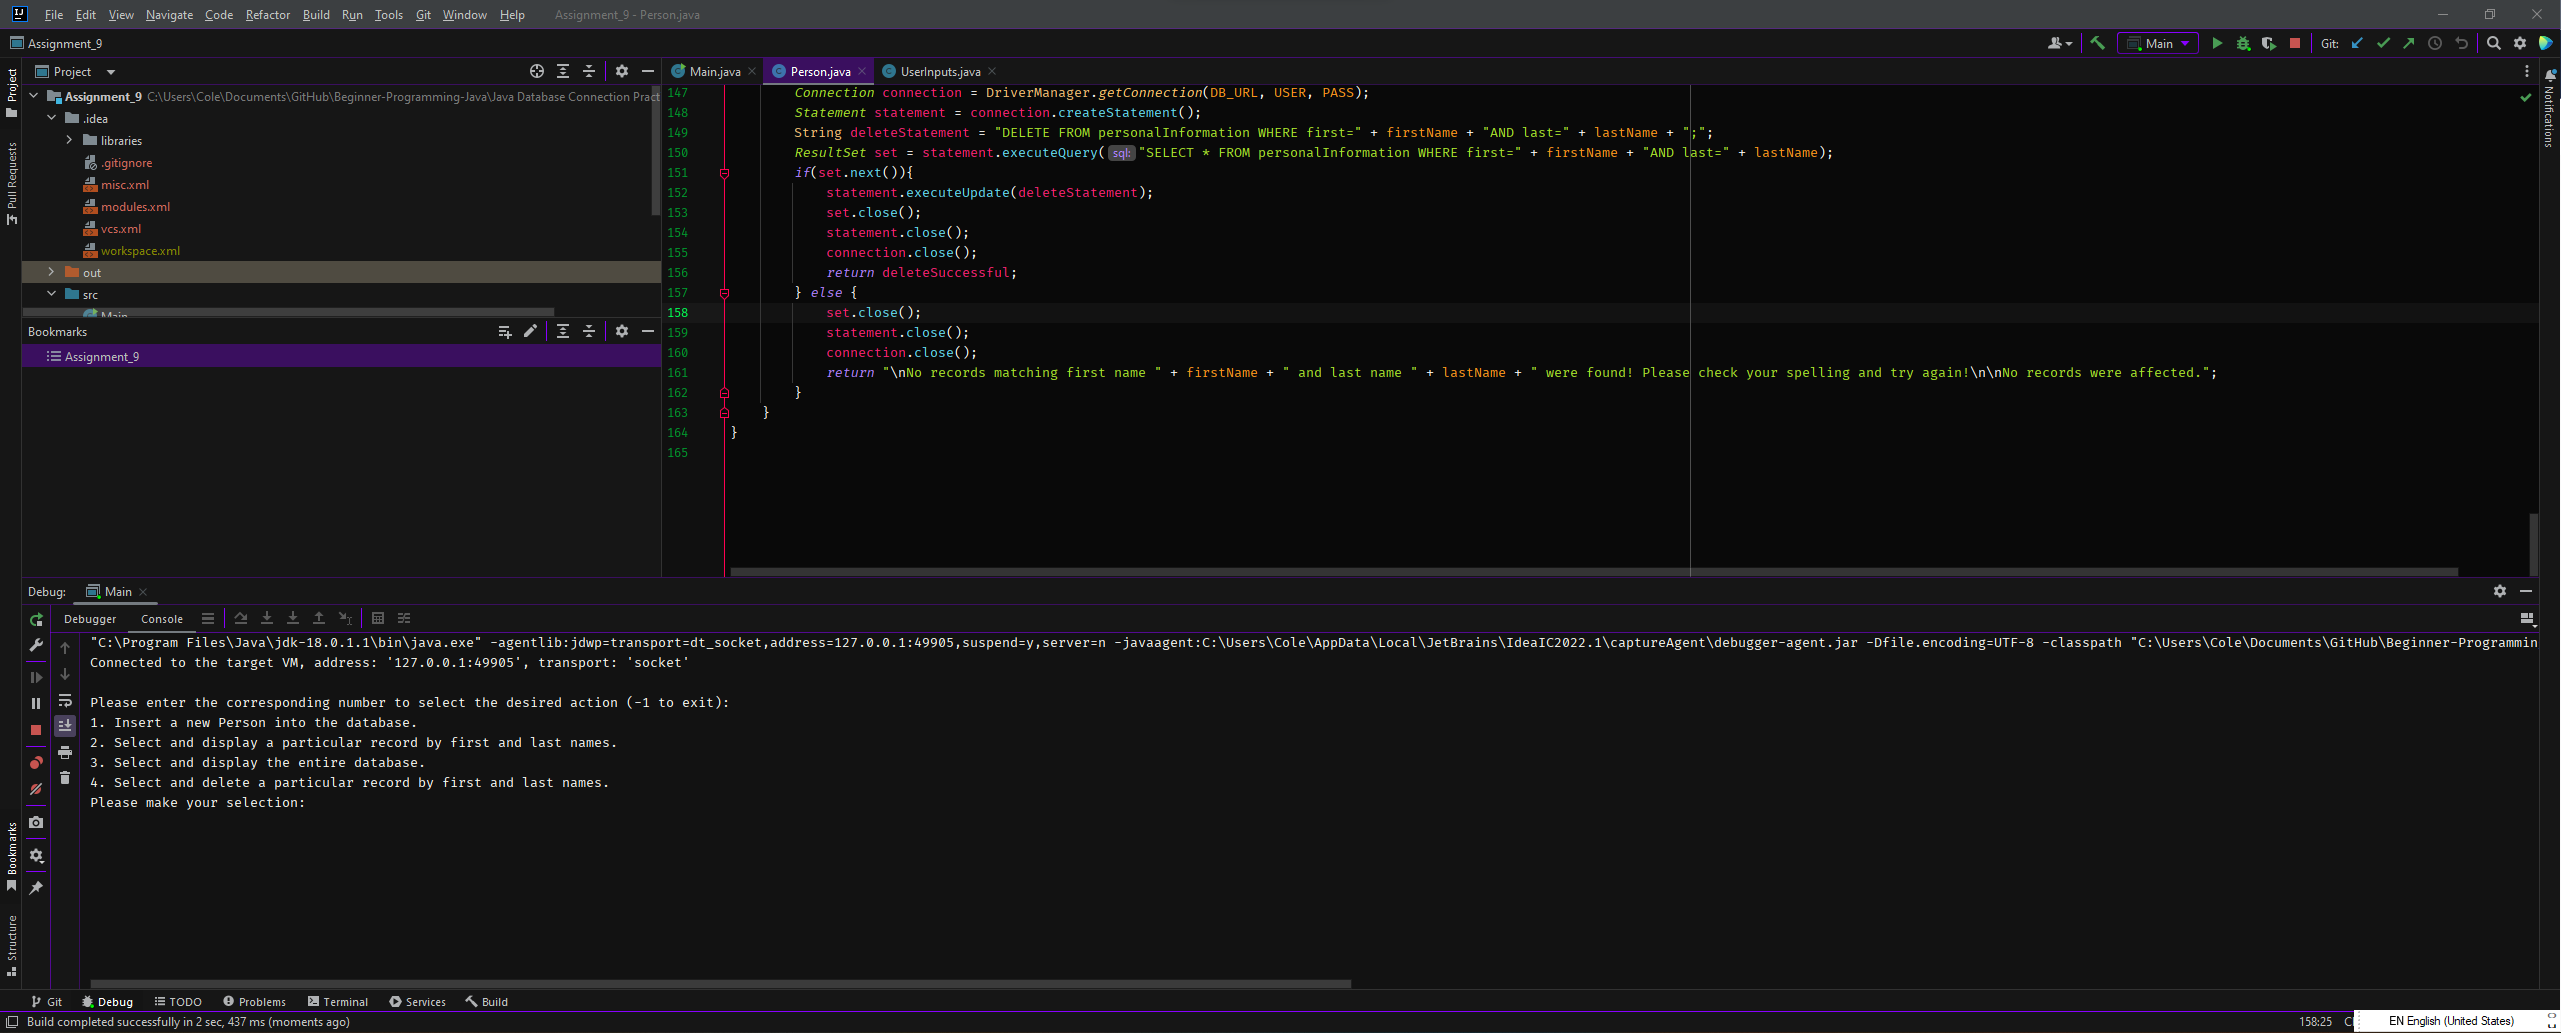 File Edit View Navigate Code Refactor Build Run Tools Git Window Help Assignment_9 - Person.java
Assignment_9 Main Git:
Project Main.java Person.java UserInputs.java
Assignment_9 C:\Users\Cole\Documents\GitHub\Beginner-Programming-Java\Java Database Connection Pract
.idea
libraries
.gitignore
misc.xml
modules.xml
vcs.xml
workspace.xml
out
src
Main
Bookmarks
Assignment_9
Project
Pull Requests
Bookmarks
Structure
147 Connection connection = DriverManager.getConnection(DB_URL, USER, PASS);
148 Statement statement = connection.createStatement();
149 String deleteStatement = "DELETE FROM personalInformation WHERE first=" + firstName + "AND last=" + lastName + ";";
150 ResultSet set = statement.executeQuery( sql: "SELECT * FROM personalInformation WHERE first=" + firstName + "AND last=" + lastName);
151 if(set.next()){
152 statement.executeUpdate(deleteStatement);
153 set.close();
154 statement.close();
155 connection.close();
156 return deleteSuccessful;
157 } else {
158 set.close();
159 statement.close();
160 connection.close();
161 return "\nNo records matching first name " + firstName + " and last name " + lastName + " were found! Please check your spelling and try again!\n\nNo records were affected.";
162 }
163 }
164 }
165
Notifications
Debug: Main
Debugger Console
"C:\Program Files\Java\jdk-18.0.1.1\bin\java.exe" -agentlib:jdwp=transport=dt_socket,address=127.0.0.1:49905,suspend=y,server=n -javaagent:C:\Users\Cole\AppData\Local\JetBrains\IdeaIC2022.1\captureAgent\debugger-agent.jar -Dfile.encoding=UTF-8 -classpath "C:\Users\Cole\Documents\GitHub\Beginner-Programmin
Connected to the target VM, address: '127.0.0.1:49905', transport: 'socket'
Please enter the corresponding number to select the desired action (-1 to exit):
1. Insert a new Person into the database.
2. Select and display a particular record by first and last names.
3. Select and display the entire database.
4. Select and delete a particular record by first and last names.
Please make your selection:
Git Debug TODO Problems Terminal Services Build
Build completed successfully in 2 sec, 437 ms (moments ago) 158:25 EN English (United States)